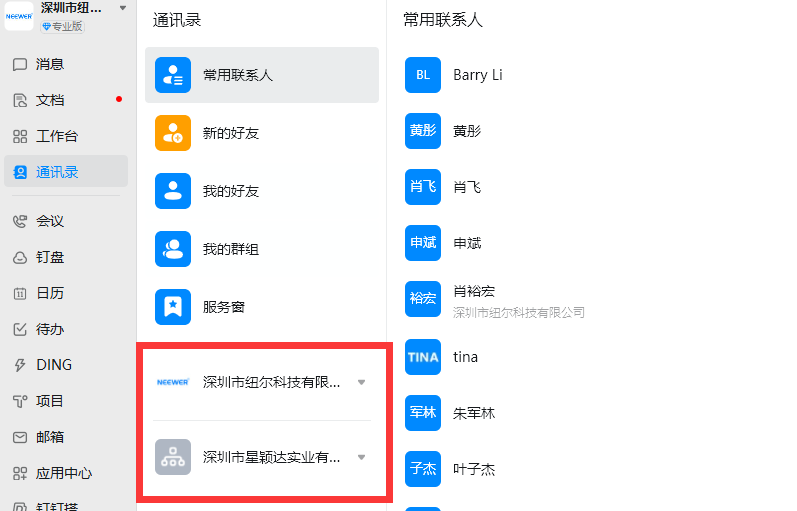 NEEWER
深圳市纽...
专业版
消息
文档
工作台
通讯录
会议
钉盘
11
日历
待办
DING
项目
邮箱
应用中心
钉钉搭
通讯录
常用联系人
新的好友
我的好友
我的群组
服务窗
NEEWER
深圳市纽尔科技有限...
深圳市星颖达实业有...
常用联系人
BL
Barry Li
黄彤
黄彤
肖飞
肖飞
申斌
申斌
裕宏
肖裕宏
深圳市纽尔科技有限公司
TINA
tina
军林
朱军林
子杰
叶子杰